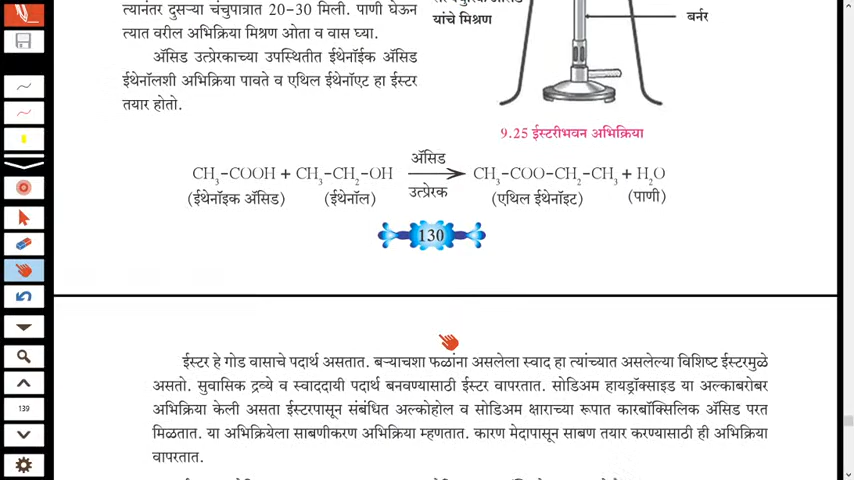 त्यानंतर दुसऱ्या चंचुपात्रात 20-30 मिली. पाणी घेऊन
त्यात वरील अभिक्रिया मिश्रण ओता व वास घ्या.
ॲसिड उत्प्रेरकाच्या उपस्थितीत ईथेनॉईक ॲसिड
ईथेनॉलशी अभिक्रिया पावते व एथिल ईथेनॉएट हा ईस्टर
तयार होतो.
यांचे मिश्रण
बर्नर
9.25 ईस्टरीभवन अभिक्रिया
CH₃-COOH + CH₃-CH₂-OH ॲसिड उत्प्रेरक CH₃-COO-CH₂-CH₃ + H₂O
(ईथेनॉइक ॲसिड) (ईथेनॉल) (एथिल ईथेनॉइट) (पाणी)
130
ईस्टर हे गोड वासाचे पदार्थ असतात. बऱ्याचशा फळांना असलेला स्वाद हा त्यांच्यात असलेल्या विशिष्ट ईस्टरमुळे
असतो. सुवासिक द्रव्ये व स्वाददायी पदार्थ बनवण्यासाठी ईस्टर वापरतात. सोडिअम हायड्रॉक्साइड या अल्काबरोबर
अभिक्रिया केली असता ईस्टरपासून संबंधित अल्कोहोल व सोडिअम क्षाराच्या रूपात कारबॉक्सिलिक ॲसिड परत
मिळतात. या अभिक्रियेला साबणीकरण अभिक्रिया म्हणतात. कारण मेदापासून साबण तयार करण्यासाठी ही अभिक्रिया
वापरतात.
139